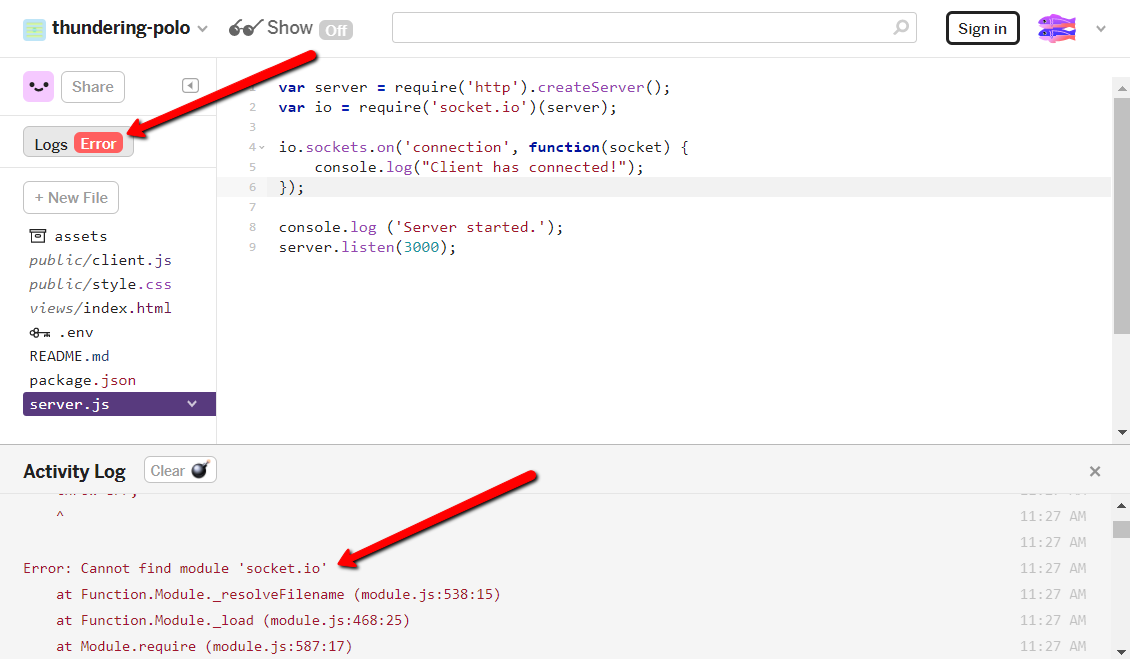 thundering-polo
Show Off
Sign in
Share
Logs Error
+ New File
assets
public/client.js
public/style.css
views/index.html
.env
README.md
package.json
server.js
var server = require('http').createServer();
2 var io = require('socket.io')(server);
3
4 io.sockets.on('connection', function(socket) {
5 console.log("Client has connected!");
6 });
7
8 console.log ('Server started.');
9 server.listen(3000);
Activity Log
Clear
^ 11:27 AM
11:27 AM
Error: Cannot find module 'socket.io' 11:27 AM
at Function.Module._resolveFilename (module.js:538:15) 11:27 AM
at Function.Module._load (module.js:468:25) 11:27 AM
at Module.require (module.js:587:17) 11:27 AM